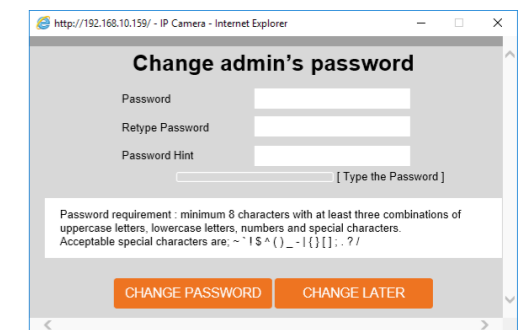 http://192.168.10.159/ - IP Camera - Internet Explorer
Change admin's password
Password
Retype Password
Password Hint
[ Type the Password ]
Password requirement : minimum 8 characters with at least three combinations of
uppercase letters, lowercase letters, numbers and special characters.
Acceptable special characters are; ~ ` ! $ ^ ( ) _ - | { } [ ] ; . ? /
CHANGE PASSWORD CHANGE LATER